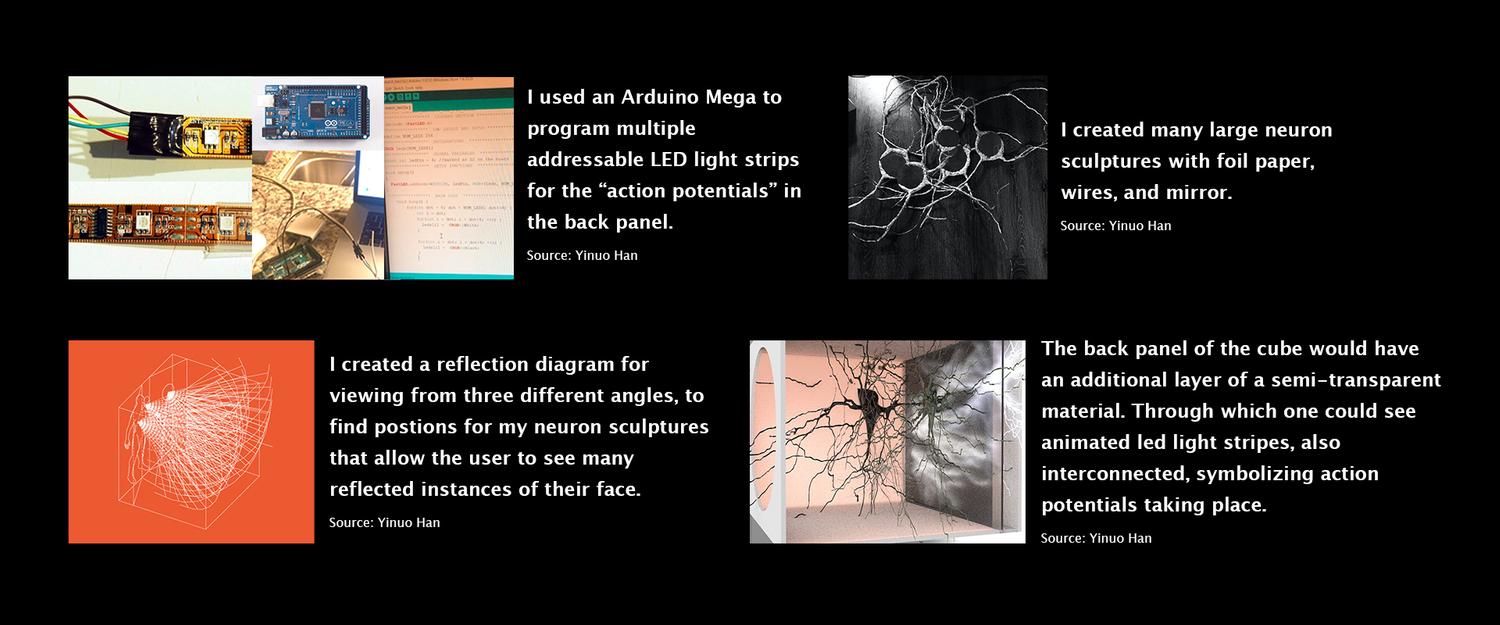 I used an Arduino Mega to
program multiple
addressable LED light strips
for the “action potentials” in
the back panel.
Source: Yinuo Han
I created many large neuron
sculptures with foil paper,
wires, and mirror.
Source: Yinuo Han
I created a reflection diagram for
viewing from three different angles, to
find postions for my neuron sculptures
that allow the user to see many
reflected instances of their face.
Source: Yinuo Han
The back panel of the cube would have
an additional layer of a semi-transparent
material. Through which one could see
animated led light stripes, also
interconnected, symbolizing action
potentials taking place.
Source: Yinuo Han